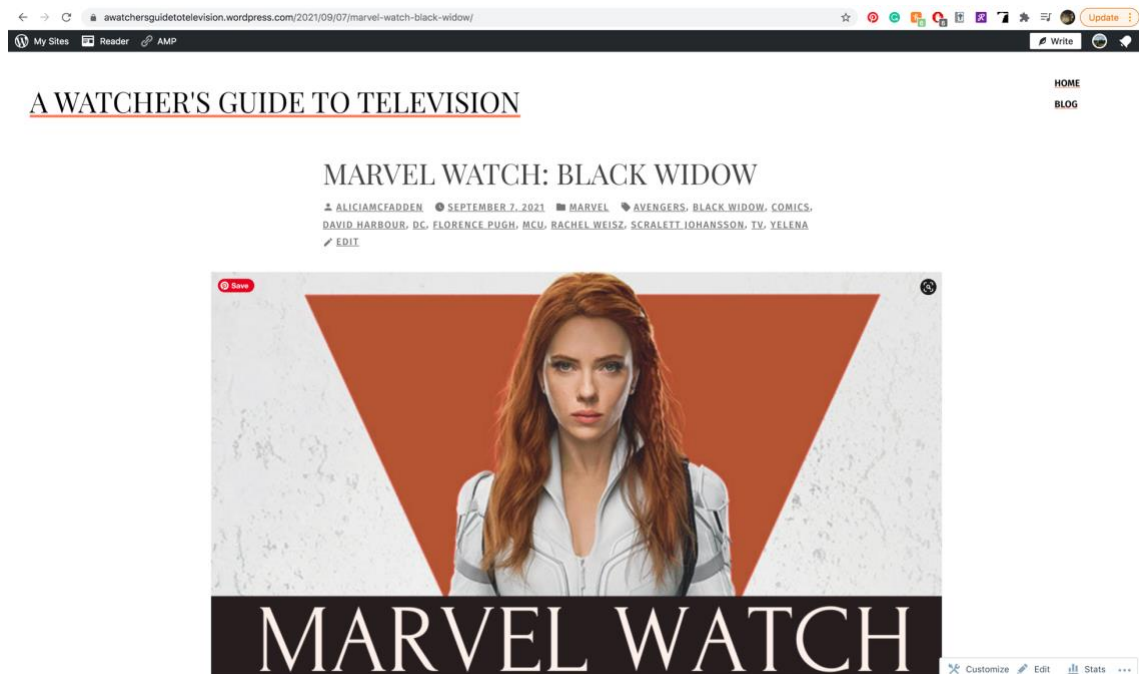 awatchersguidetotelevision.wordpress.com/2021/09/07/marvel-watch-black-widow/
Update
My Sites Reader AMP Write
HOME
A WATCHER'S GUIDE TO TELEVISION
BLOG
MARVEL WATCH: BLACK WIDOW
ALICIAMCFADDEN SEPTEMBER 7, 2021 MARVEL AVENGERS, BLACK WIDOW, COMICS,
DAVID HARBOUR, DC, FLORENCE PUGH, MCU, RACHEL WEISZ, SCRALETT JOHANSSON, TV, YELENA
EDIT
Save
MARVEL WATCH
Customize Edit Stats ...